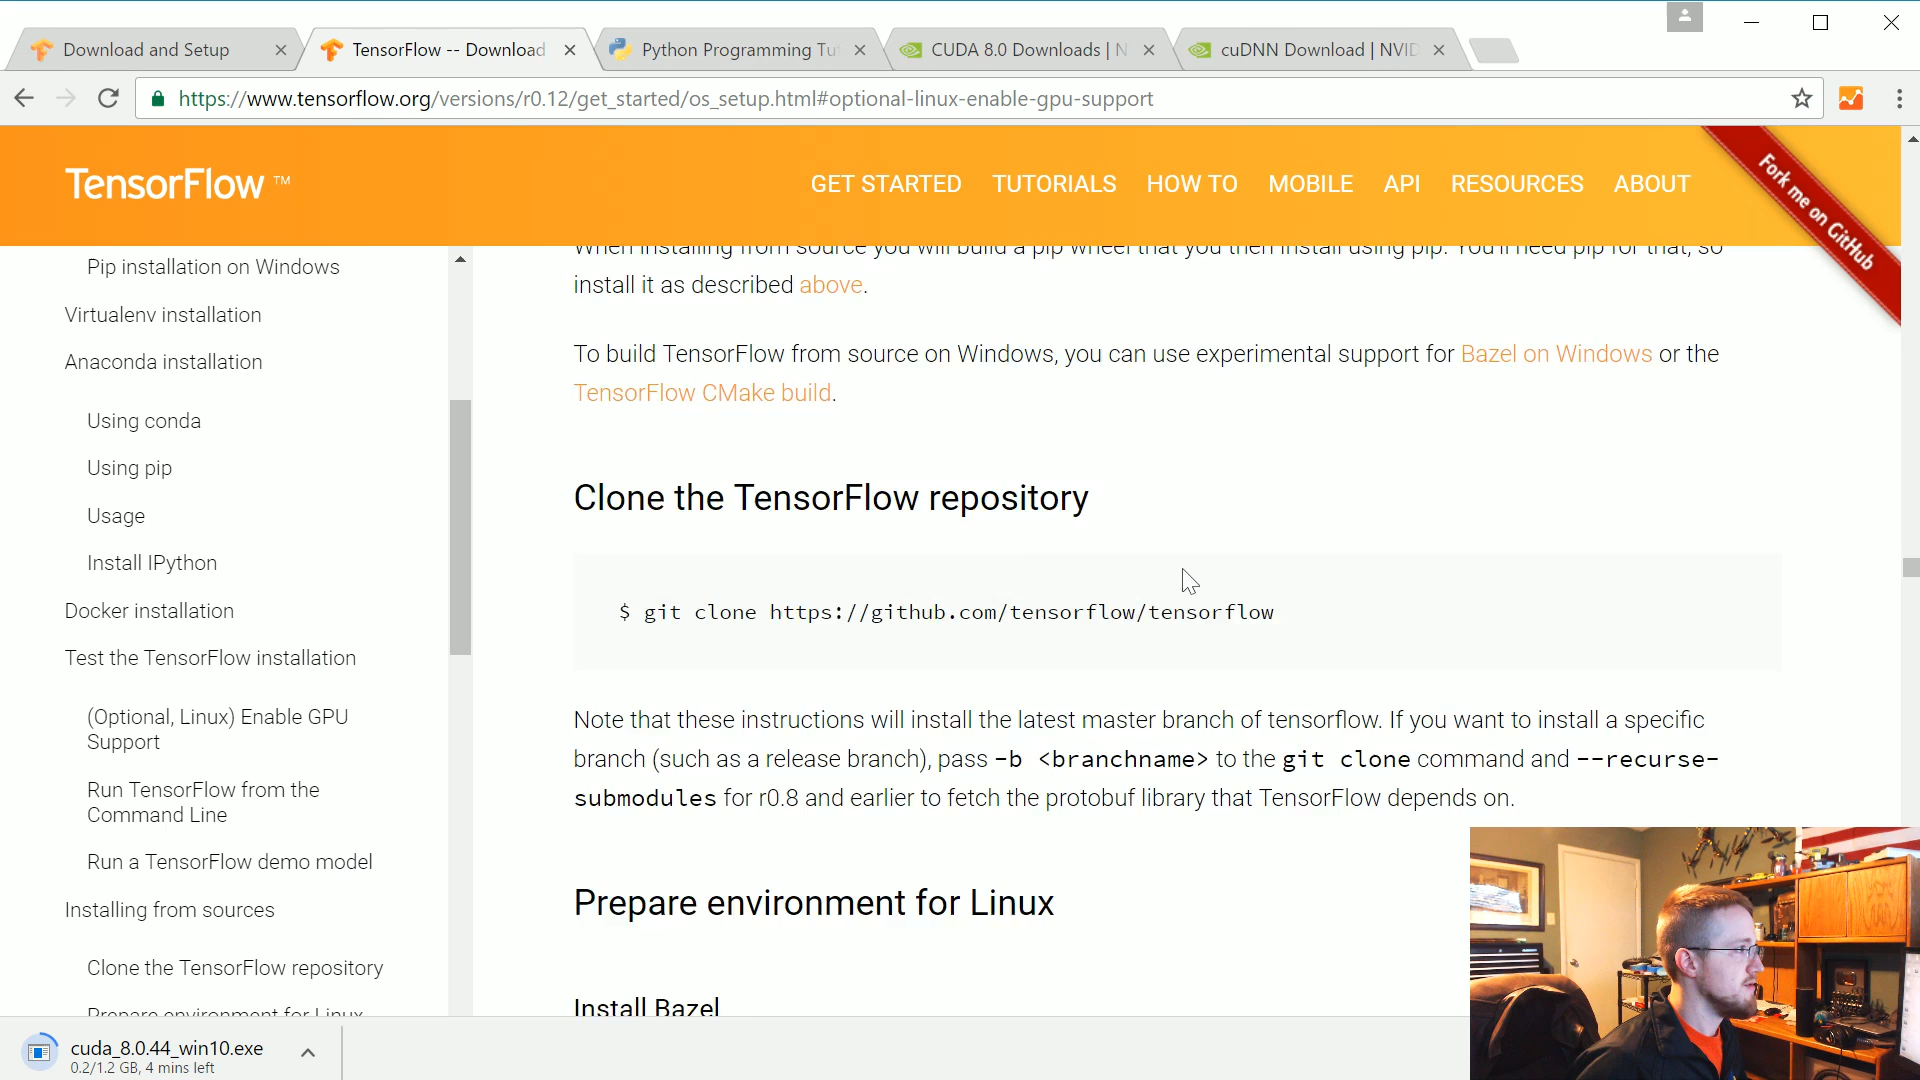 Download and Setup
TensorFlow -- Download
Python Programming Tu
CUDA 8.0 Downloads | N
cuDNN Download | NVID
https://www.tensorflow.org/versions/r0.12/get_started/os_setup.html#optional-linux-enable-gpu-support
TensorFlow ™
GET STARTED
TUTORIALS
HOW TO
MOBILE
API
RESOURCES
ABOUT
Fork me on GitHub
Pip installation on Windows
Virtualenv installation
Anaconda installation
Using conda
Using pip
Usage
Install IPython
Docker installation
Test the TensorFlow installation
(Optional, Linux) Enable GPU
Support
Run TensorFlow from the
Command Line
Run a TensorFlow demo model
Installing from sources
Clone the TensorFlow repository
Prepare environment for Linux
When installing from source you will build a pip wheel that you then install using pip. You'll need pip for that, so
install it as described above.
To build TensorFlow from source on Windows, you can use experimental support for Bazel on Windows or the
TensorFlow CMake build.
Clone the TensorFlow repository
$ git clone https://github.com/tensorflow/tensorflow
Note that these instructions will install the latest master branch of tensorflow. If you want to install a specific
branch (such as a release branch), pass -b <branchname> to the git clone command and --recurse-
submodules for r0.8 and earlier to fetch the protobuf library that TensorFlow depends on.
Prepare environment for Linux
Install Bazel
cuda_8.0.44_win10.exe
0.2/1.2 GB, 4 mins left